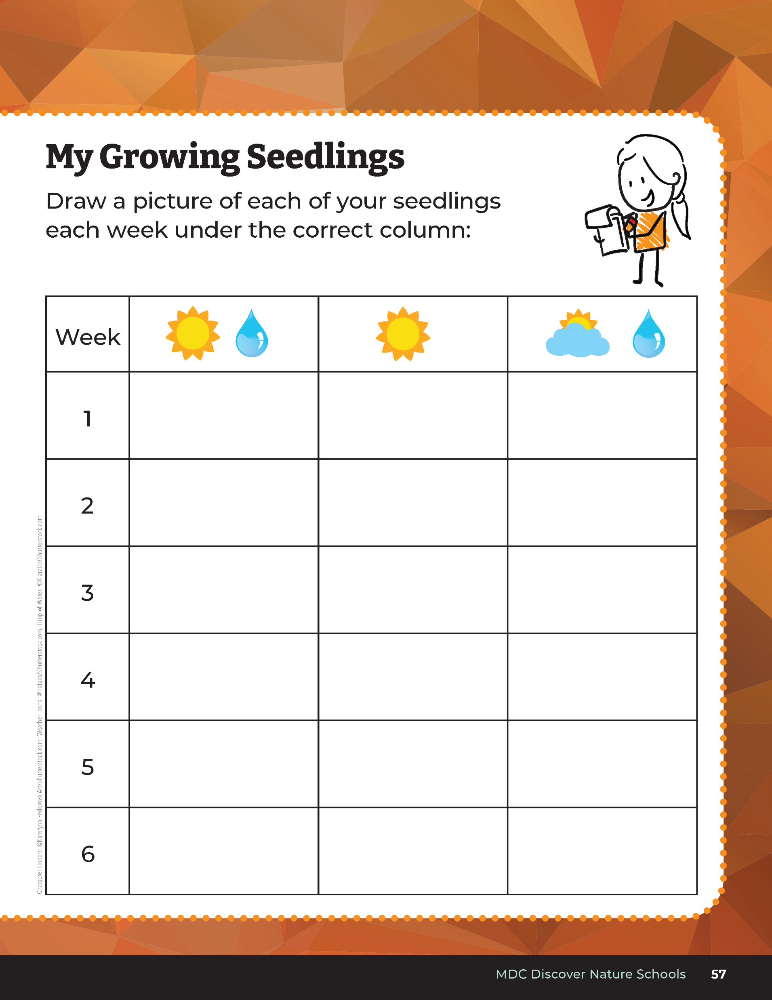 My Growing Seedlings
Draw a picture of each of your seedlings
each week under the correct column:
Week
1
2
3
4
5
6
Character Lineart: @Kateryna Fedorova Art/Shutterstock.com; Weather Icons: @nataka/Shutterstock.com; Drop of Water: ©KlaraDo/Shutterstock.com
MDC Discover Nature Schools 57